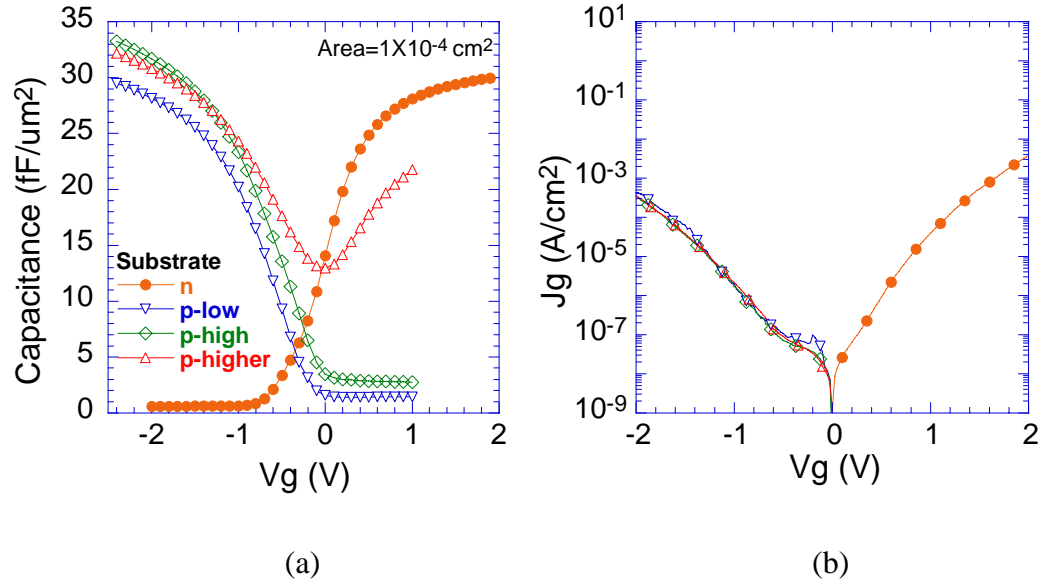 Capacitance (fF/um²)
35
30
25
20
15
10
5
0
Area=1X10⁻⁴ cm²
Substrate
n
p-low
p-high
p-higher
-2 -1 0 1 2
Vg (V)
(a)
Jg (A/cm²)
10¹
10⁻¹
10⁻³
10⁻⁵
10⁻⁷
10⁻⁹
-2 -1 0 1 2
Vg (V)
(b)